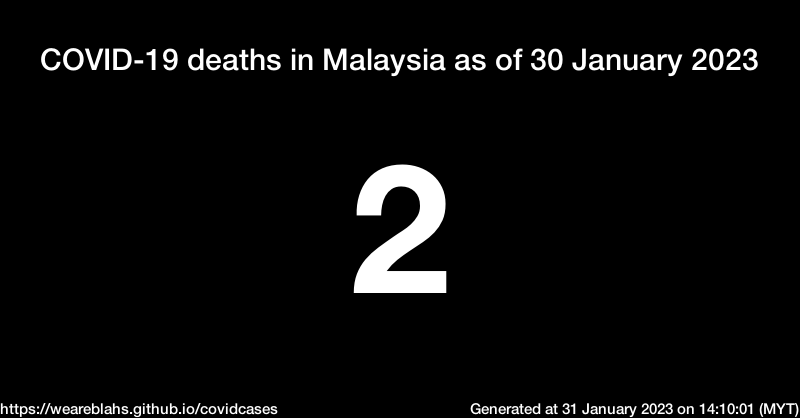 COVID-19 deaths in Malaysia as of 30 January 2023
2
https://weareblahs.github.io/covidcases
Generated at 31 January 2023 on 14:10:01 (MYT)